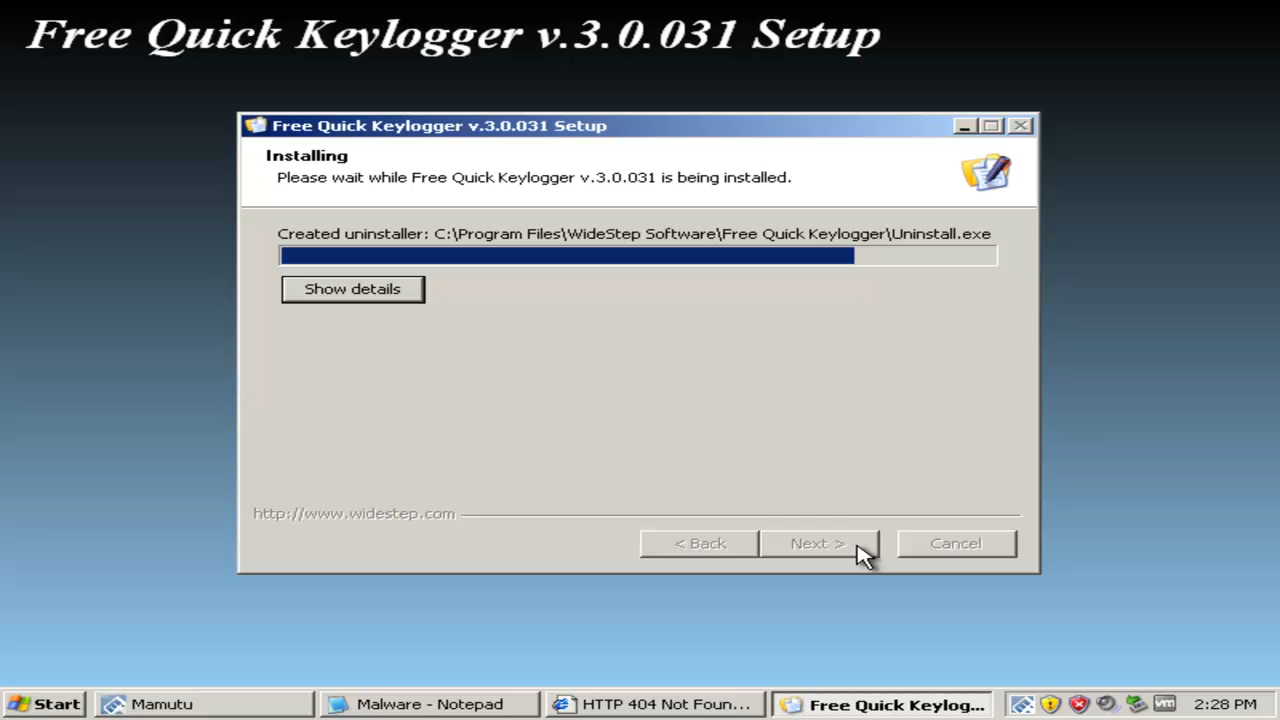 Free Quick Keylogger v.3.0.031 Setup
Free Quick Keylogger v.3.0.031 Setup
Installing
Please wait while Free Quick Keylogger v.3.0.031 is being installed.
Created uninstaller: C:\Program Files\WideStep Software\Free Quick Keylogger\Uninstall.exe
Show details
http://www.widestep.com
< Back Next > Cancel
Start Mamutu Malware - Notepad HTTP 404 Not Foun... Free Quick Keylog... vm 2:28 PM